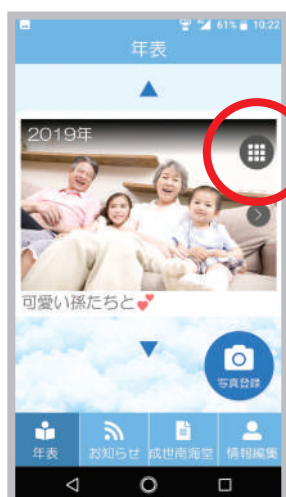 61% 10:22
年表
2019年
可愛い孫たちと💕
写真登録
年表 お知らせ 成世南海堂 情報編集